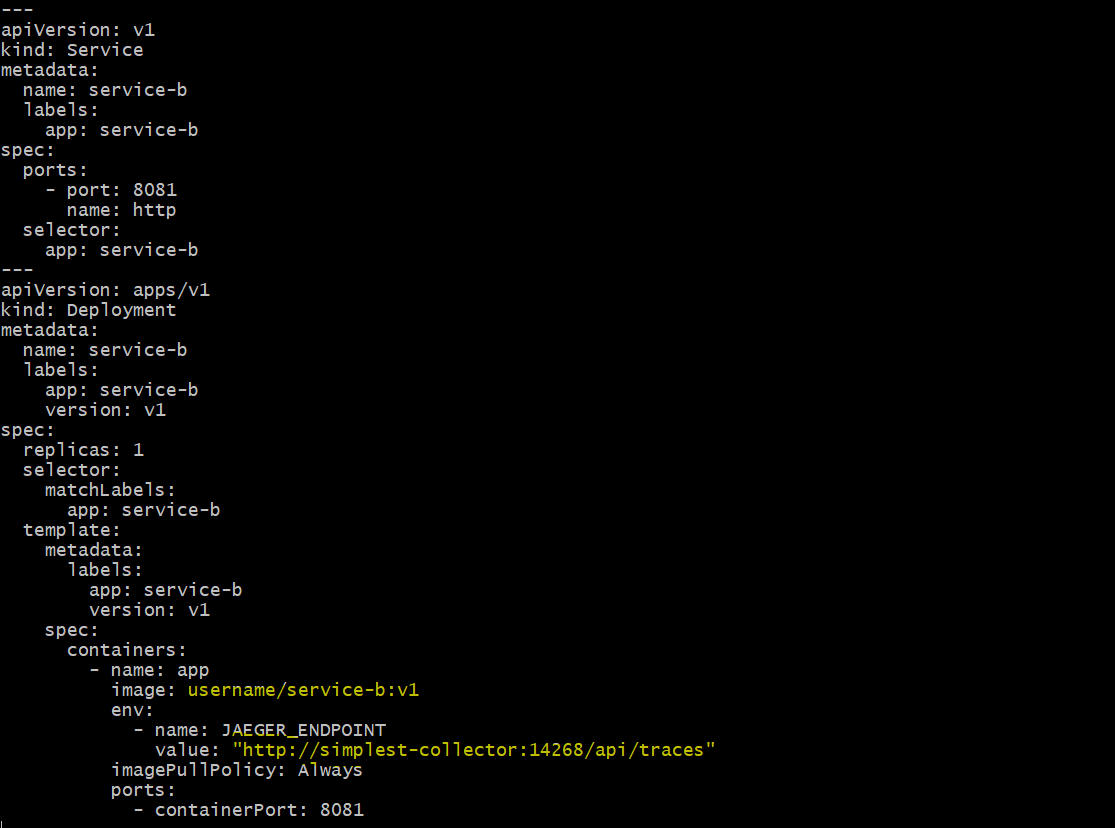 ---
apiVersion: v1
kind: Service
metadata:
  name: service-b
  labels:
    app: service-b
spec:
  ports:
    - port: 8081
      name: http
  selector:
    app: service-b
---
apiVersion: apps/v1
kind: Deployment
metadata:
  name: service-b
  labels:
    app: service-b
    version: v1
spec:
  replicas: 1
  selector:
    matchLabels:
      app: service-b
  template:
    metadata:
      labels:
        app: service-b
        version: v1
    spec:
      containers:
        - name: app
          image: username/service-b:v1
          env:
            - name: JAEGER_ENDPOINT
              value: "http://simplest-collector:14268/api/traces"
          imagePullPolicy: Always
          ports:
            - containerPort: 8081